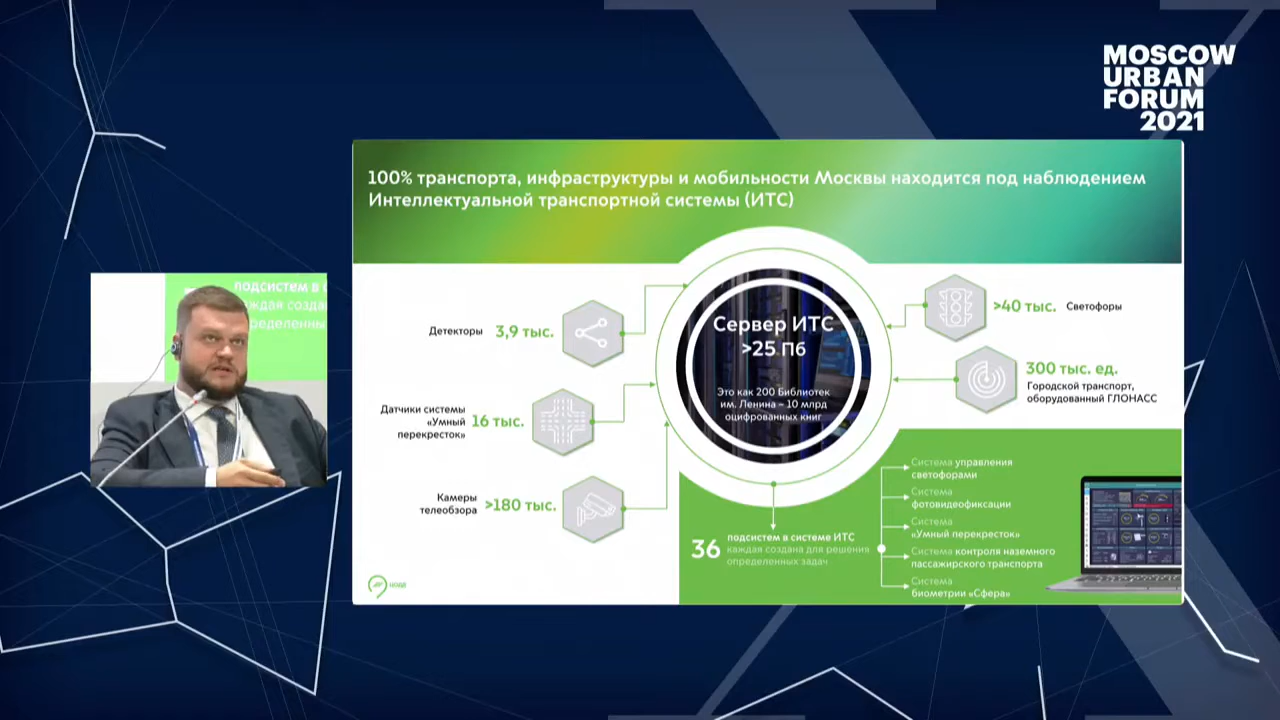 MOSCOW
URBAN
FORUM
2021
100% транспорта, инфраструктуры и мобильности Москвы находится под наблюдением
Интеллектуальной транспортной системы (ИТС)
подсистем в с
ждая созда
ределенны
Детекторы 3,9 тыс.
Датчики системы
«Умный
перекресток»
16 тыс.
Камеры
телеобзора
>180 тыс.
Сервер ИТС
>25 Пб
Это как 200 Библиотек
им. Ленина – 10 млрд
оцифрованных книг
>40 тыс. Светофоры
300 тыс. ед.
Городской транспорт,
оборудованный ГЛОНАСС
36
подсистем в системе ИТС
каждая создана для решения
определенных задач
Система управления
светофорами
Система
фотовидеофиксации
Система
«Умный перекресток»
Система контроля наземного
пассажирского транспорта
Система
биометрии «Сфера»
ЦОДД